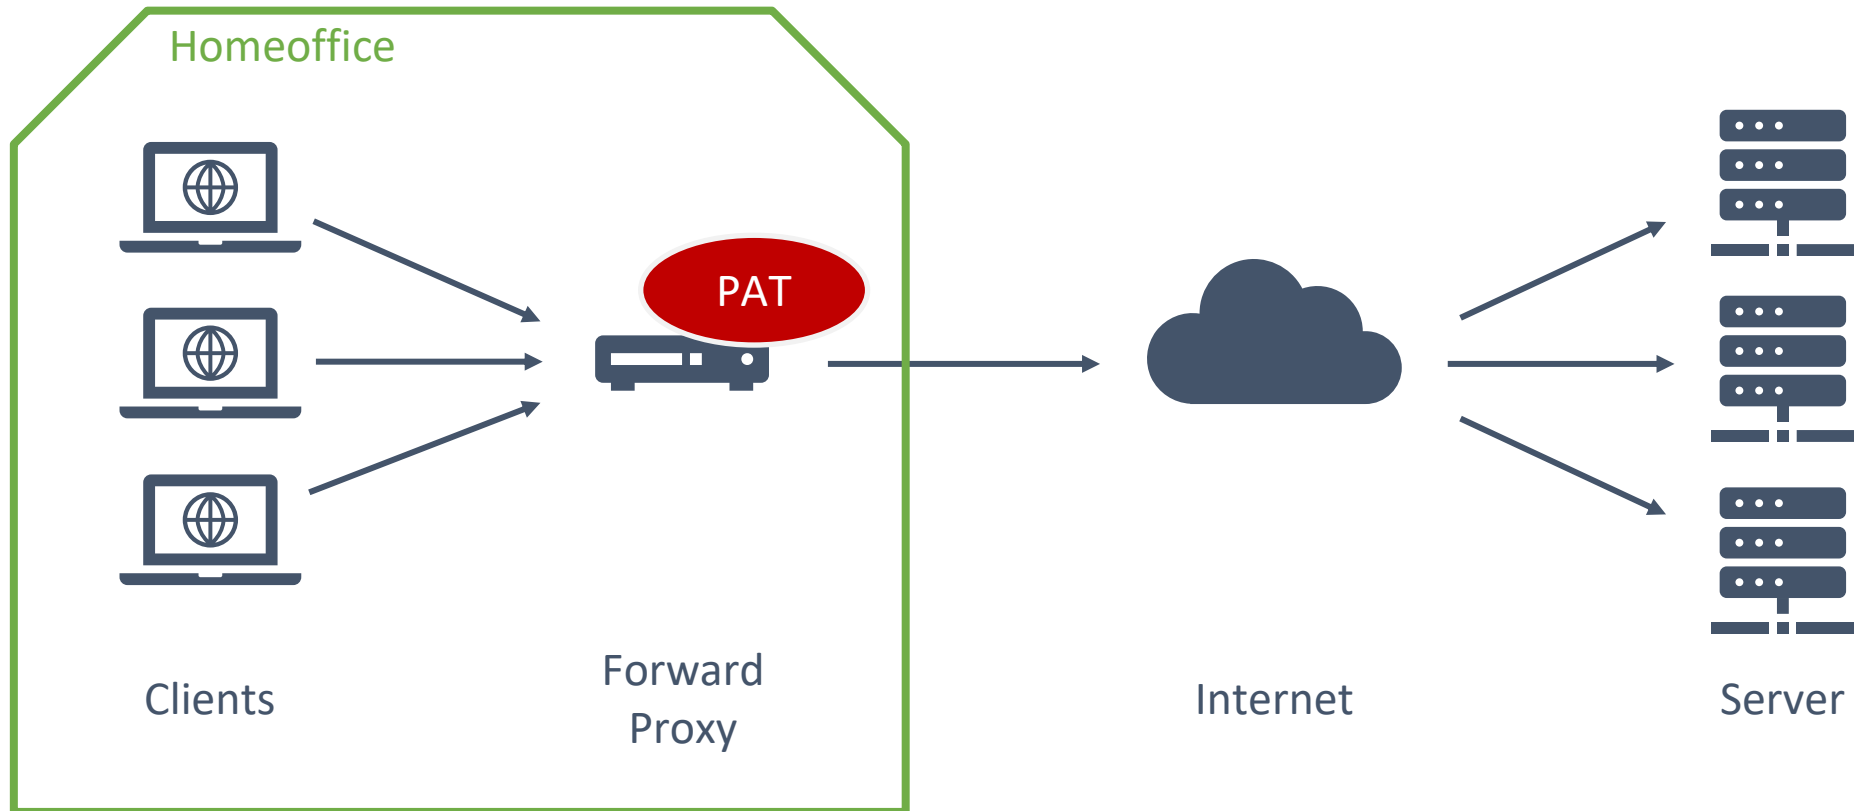 Homeoffice
PAT
Clients
Forward
Proxy
Internet
Server